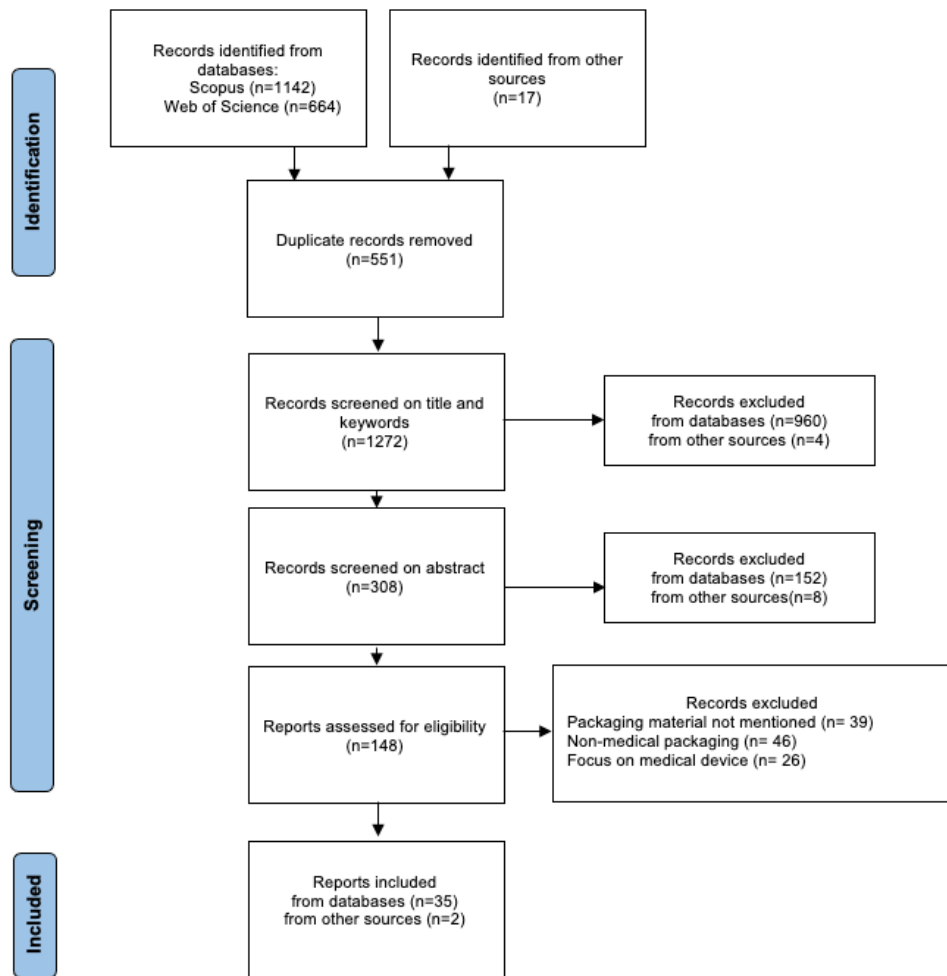 Identification
Records identified from
databases:
Scopus (n=1142)
Web of Science (n=664)
Records identified from other
sources
(n=17)
Duplicate records removed
(n=551)
Screening
Records screened on title and
keywords
(n=1272)
Records excluded
from databases (n=960)
from other sources (n=4)
Records screened on abstract
(n=308)
Records excluded
from databases (n=152)
from other sources(n=8)
Reports assessed for eligibility
(n=148)
Records excluded
Packaging material not mentioned (n= 39)
Non-medical packaging (n= 46)
Focus on medical device (n= 26)
Included
Reports included
from databases (n=35)
from other sources (n=2)